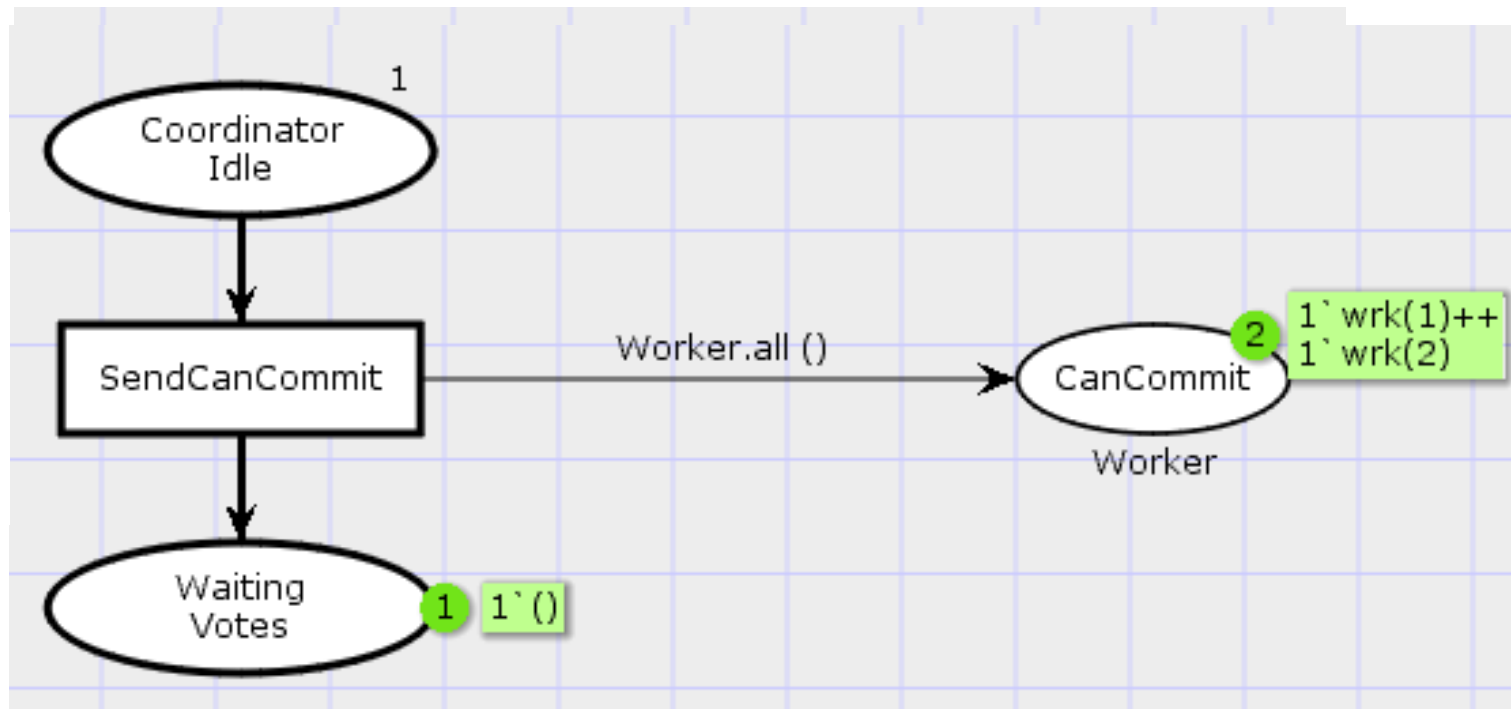 1
Coordinator
Idle
SendCanCommit
Worker.all ()
CanCommit
2
1`wrk(1)++
1`wrk(2)
Worker
Waiting
Votes
1
1`()